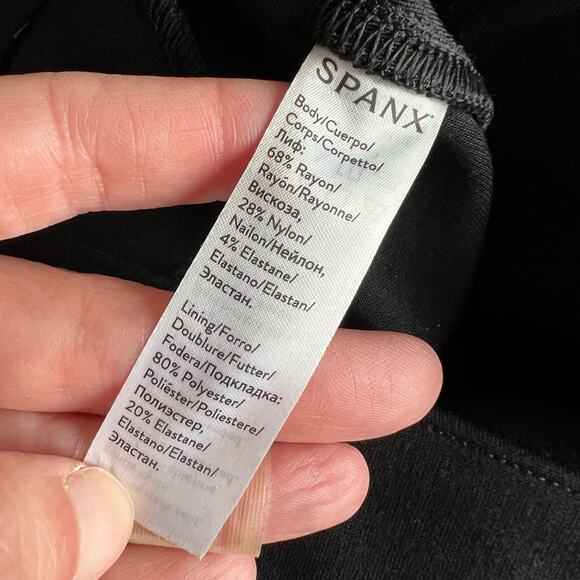 SPANX
Body/Cuerpo/
Corps/Corpetto/
Лиф:
68% Rayon/
Rayón/Rayonne/
Вискоза,
28% Nylon/
Nailon/Нейлон,
4% Elastane/
Elastano/Elastan/
Эластан.
Lining/Forro/
Doublure/Futter/
Fodera/Подкладка:
80% Polyester/
Poliéster/Poliestere/
Полиэстер,
20% Elastane/
Elastano/Elastan/
Эластан.